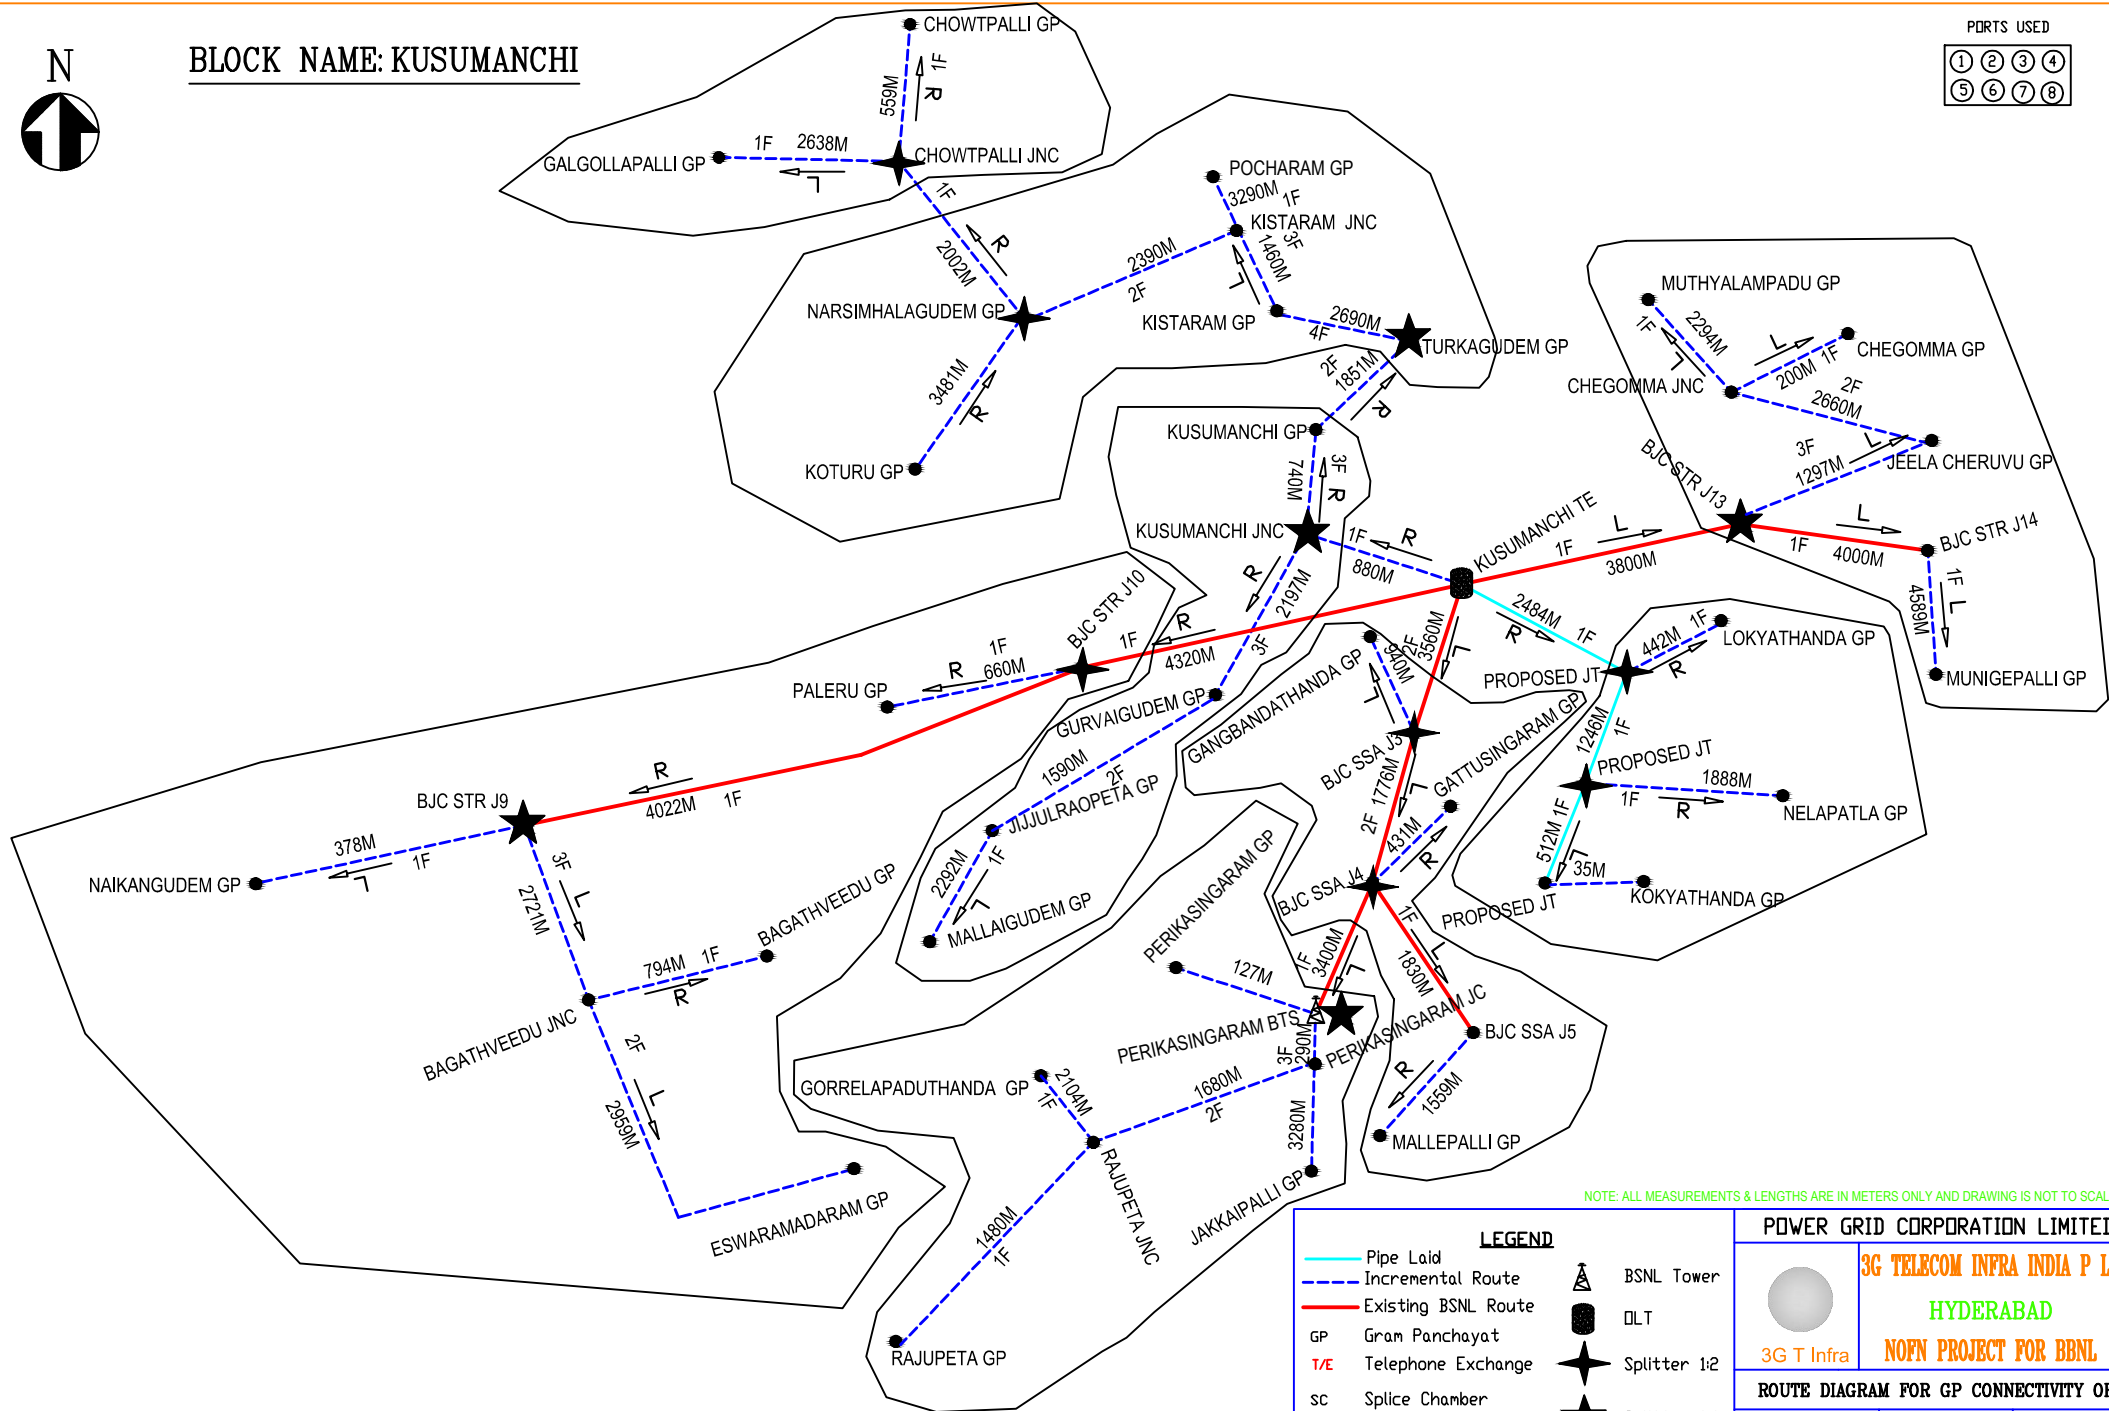 N
BLOCK NAME: KUSUMANCHI
PORTS USED
1 2 3 4
5 6 7 8
CHOWTPALLI GP
559M
1F
R
GALGOLLAPALLI GP
1F
2638M
L
CHOWTPALLI JNC
1F
2002M
R
POCHARAM GP
3290M
1F
KISTARAM JNC
3F
1460M
L
2390M
2F
NARSIMHALAGUDEM GP
KISTARAM GP
2690M
4F
TURKAGUDEM GP
3481M
R
KOTURU GP
2F
1851M
R
KUSUMANCHI GP
740M
3F
R
KUSUMANCHI JNC
1F
R
880M
KUSUMANCHI TE
MUTHYALAMPADU GP
1F
2294M
L
L
200M
1F
CHEGOMMA GP
CHEGOMMA JNC
2F
2660M
JEELA CHERUVU GP
3F
1297M
L
BJC STR J13
L
1F
3800M
L
1F
4000M
BJC STR J14
1F
4589M
L
MUNIGEPALLI GP
R
2197M
3F
BJC STR J10
1F
R
4320M
1F
660M
R
PALERU GP
GURVAIGUDEM GP
1590M
2F
JIJJULRAOPETA GP
2292M
1F
L
MALLAIGUDEM GP
2484M
R
1F
442M
1F
R
LOKYATHANDA GP
PROPOSED JT
1246M
1F
PROPOSED JT
1888M
1F
R
NELAPATLA GP
512M
1F
L
35M
PROPOSED JT
KOKYATHANDA GP
2F
3560M
L
GANGBANDATHANDA GP
940M
L
BJC SSA J3
2F
1776M
L
GATTUSINGARAM GP
431M
R
BJC SSA J4
1F
3400M
L
1F
1830M
L
BJC SSA J5
R
1559M
MALLEPALLI GP
PERIKASINGARAM GP
127M
PERIKASINGARAM BTS
3F
290M
PERIKASINGARAM JC
1680M
2F
GORRELAPADUTHANDA GP
2104M
1F
RAJUPETA JNC
3280M
JAKKAIPALLI GP
1480M
1F
RAJUPETA GP
R
4022M
1F
BJC STR J9
378M
1F
L
NAIKANGUDEM GP
3F
2721M
L
794M
1F
R
BAGATHVEEDU GP
BAGATHVEEDU JNC
2F
2959M
L
ESWARAMADARAM GP
NOTE: ALL MEASUREMENTS & LENGTHS ARE IN METERS ONLY AND DRAWING IS NOT TO SCAL
LEGEND
Pipe Laid
Incremental Route
Existing BSNL Route
GP Gram Panchayat
T/E Telephone Exchange
SC Splice Chamber
BSNL Tower
OLT
Splitter 1:2
POWER GRID CORPORATION LIMITED
3G T Infra
3G TELECOM INFRA INDIA P L
HYDERABAD
NOFN PROJECT FOR BBNL
ROUTE DIAGRAM FOR GP CONNECTIVITY OF